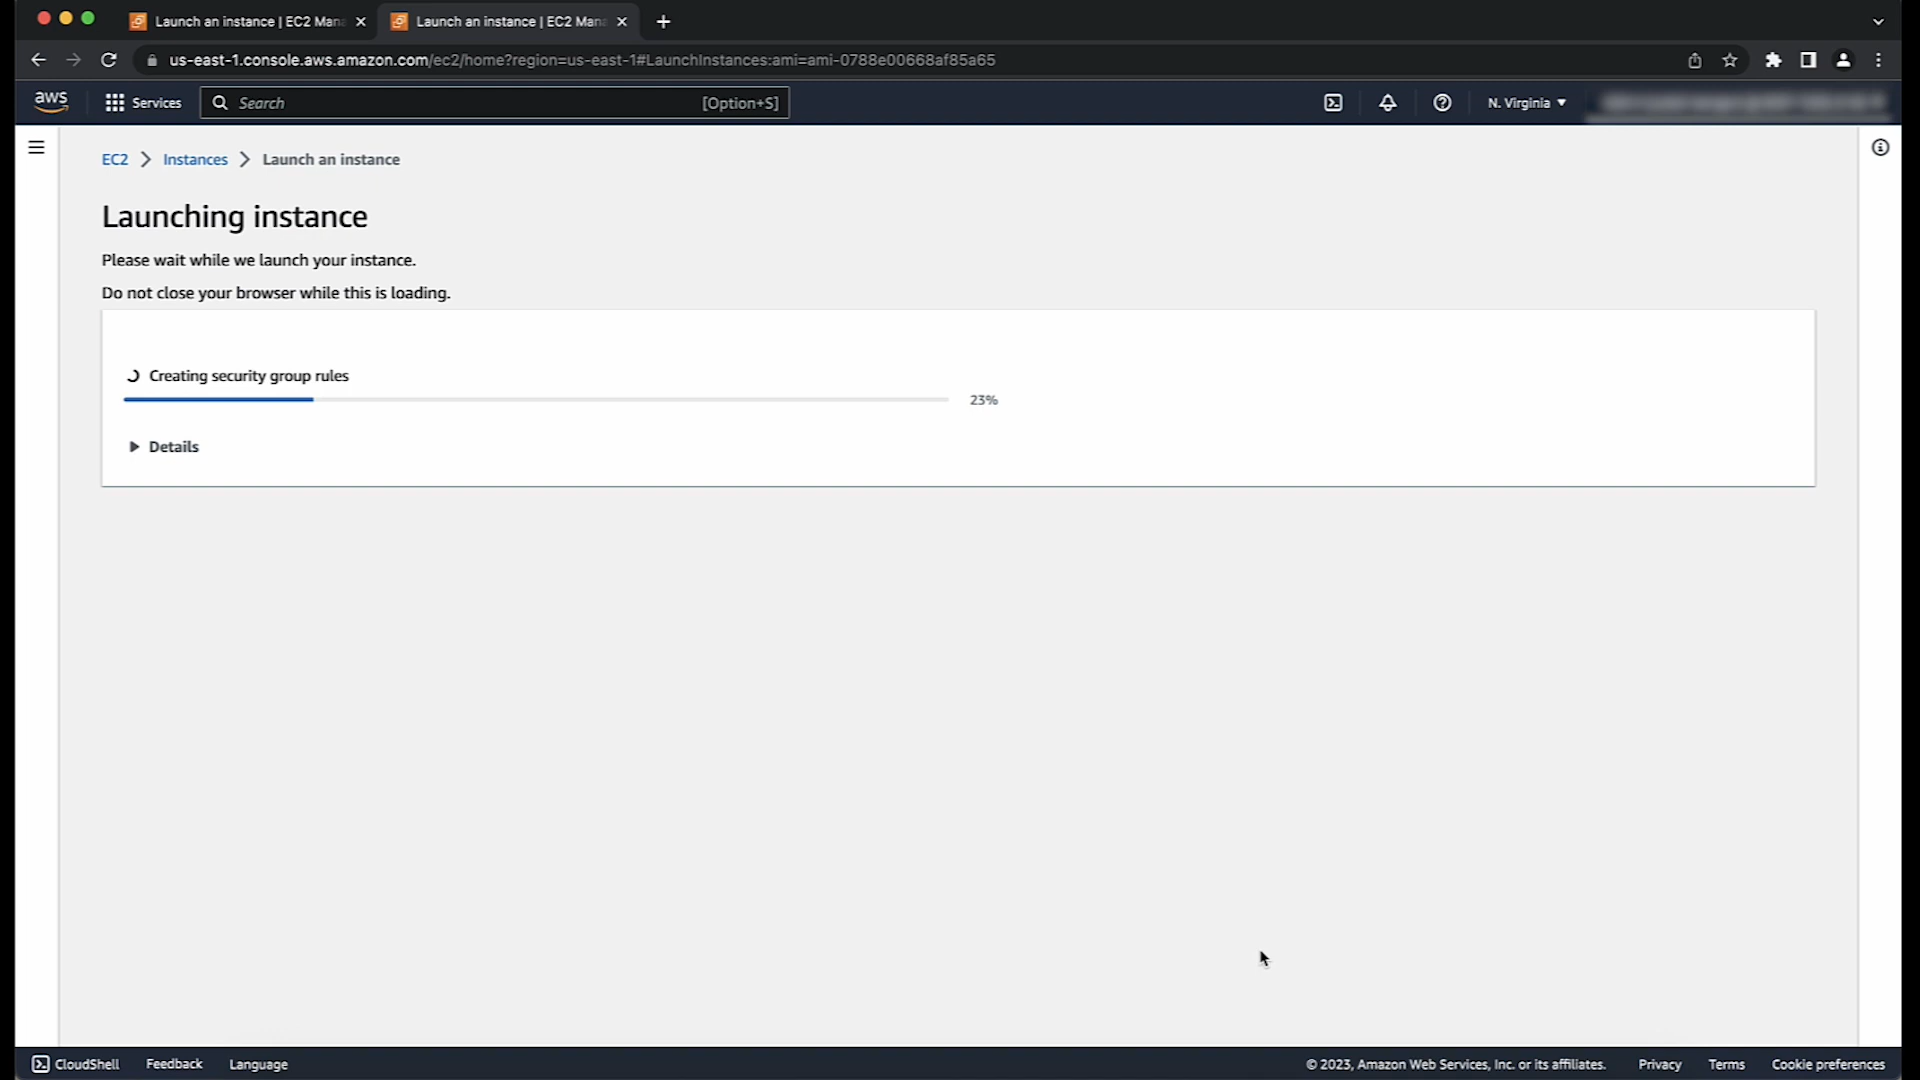 Launch an instance | EC2 Man
Launch an instance | EC2 Man
us-east-1.console.aws.amazon.com/ec2/home?region=us-east-1#LaunchInstances:ami=ami-0788e00668af85a65
aws
Services
Search
[Option+S]
N. Virginia
EC2 > Instances > Launch an instance
Launching instance
Please wait while we launch your instance.
Do not close your browser while this is loading.
Creating security group rules
23%
Details
CloudShell
Feedback
Language
© 2023, Amazon Web Services, Inc. or its affiliates.
Privacy
Terms
Cookie preferences